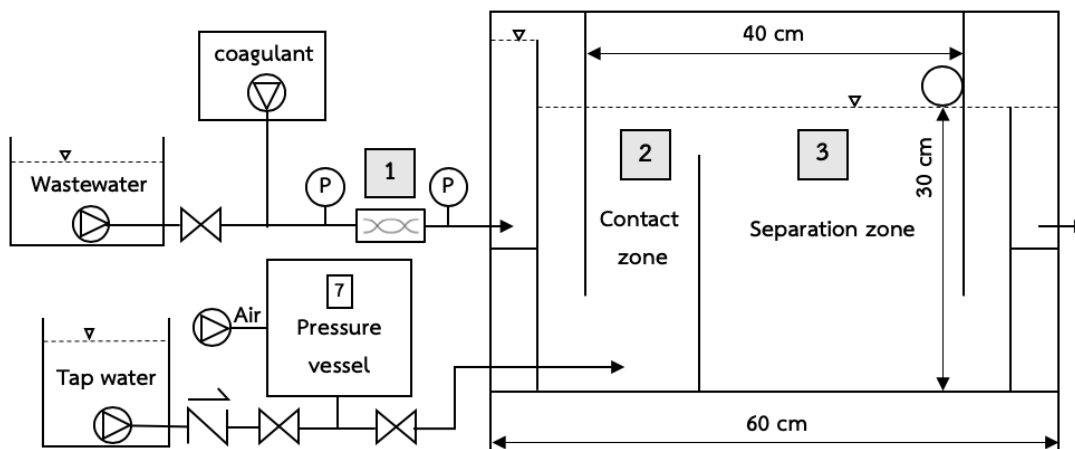 coagulant
40 cm
Wastewater
P
1
P
2
3
30 cm
Contact
zone
Separation zone
7
Air
Pressure
vessel
Tap water
60 cm